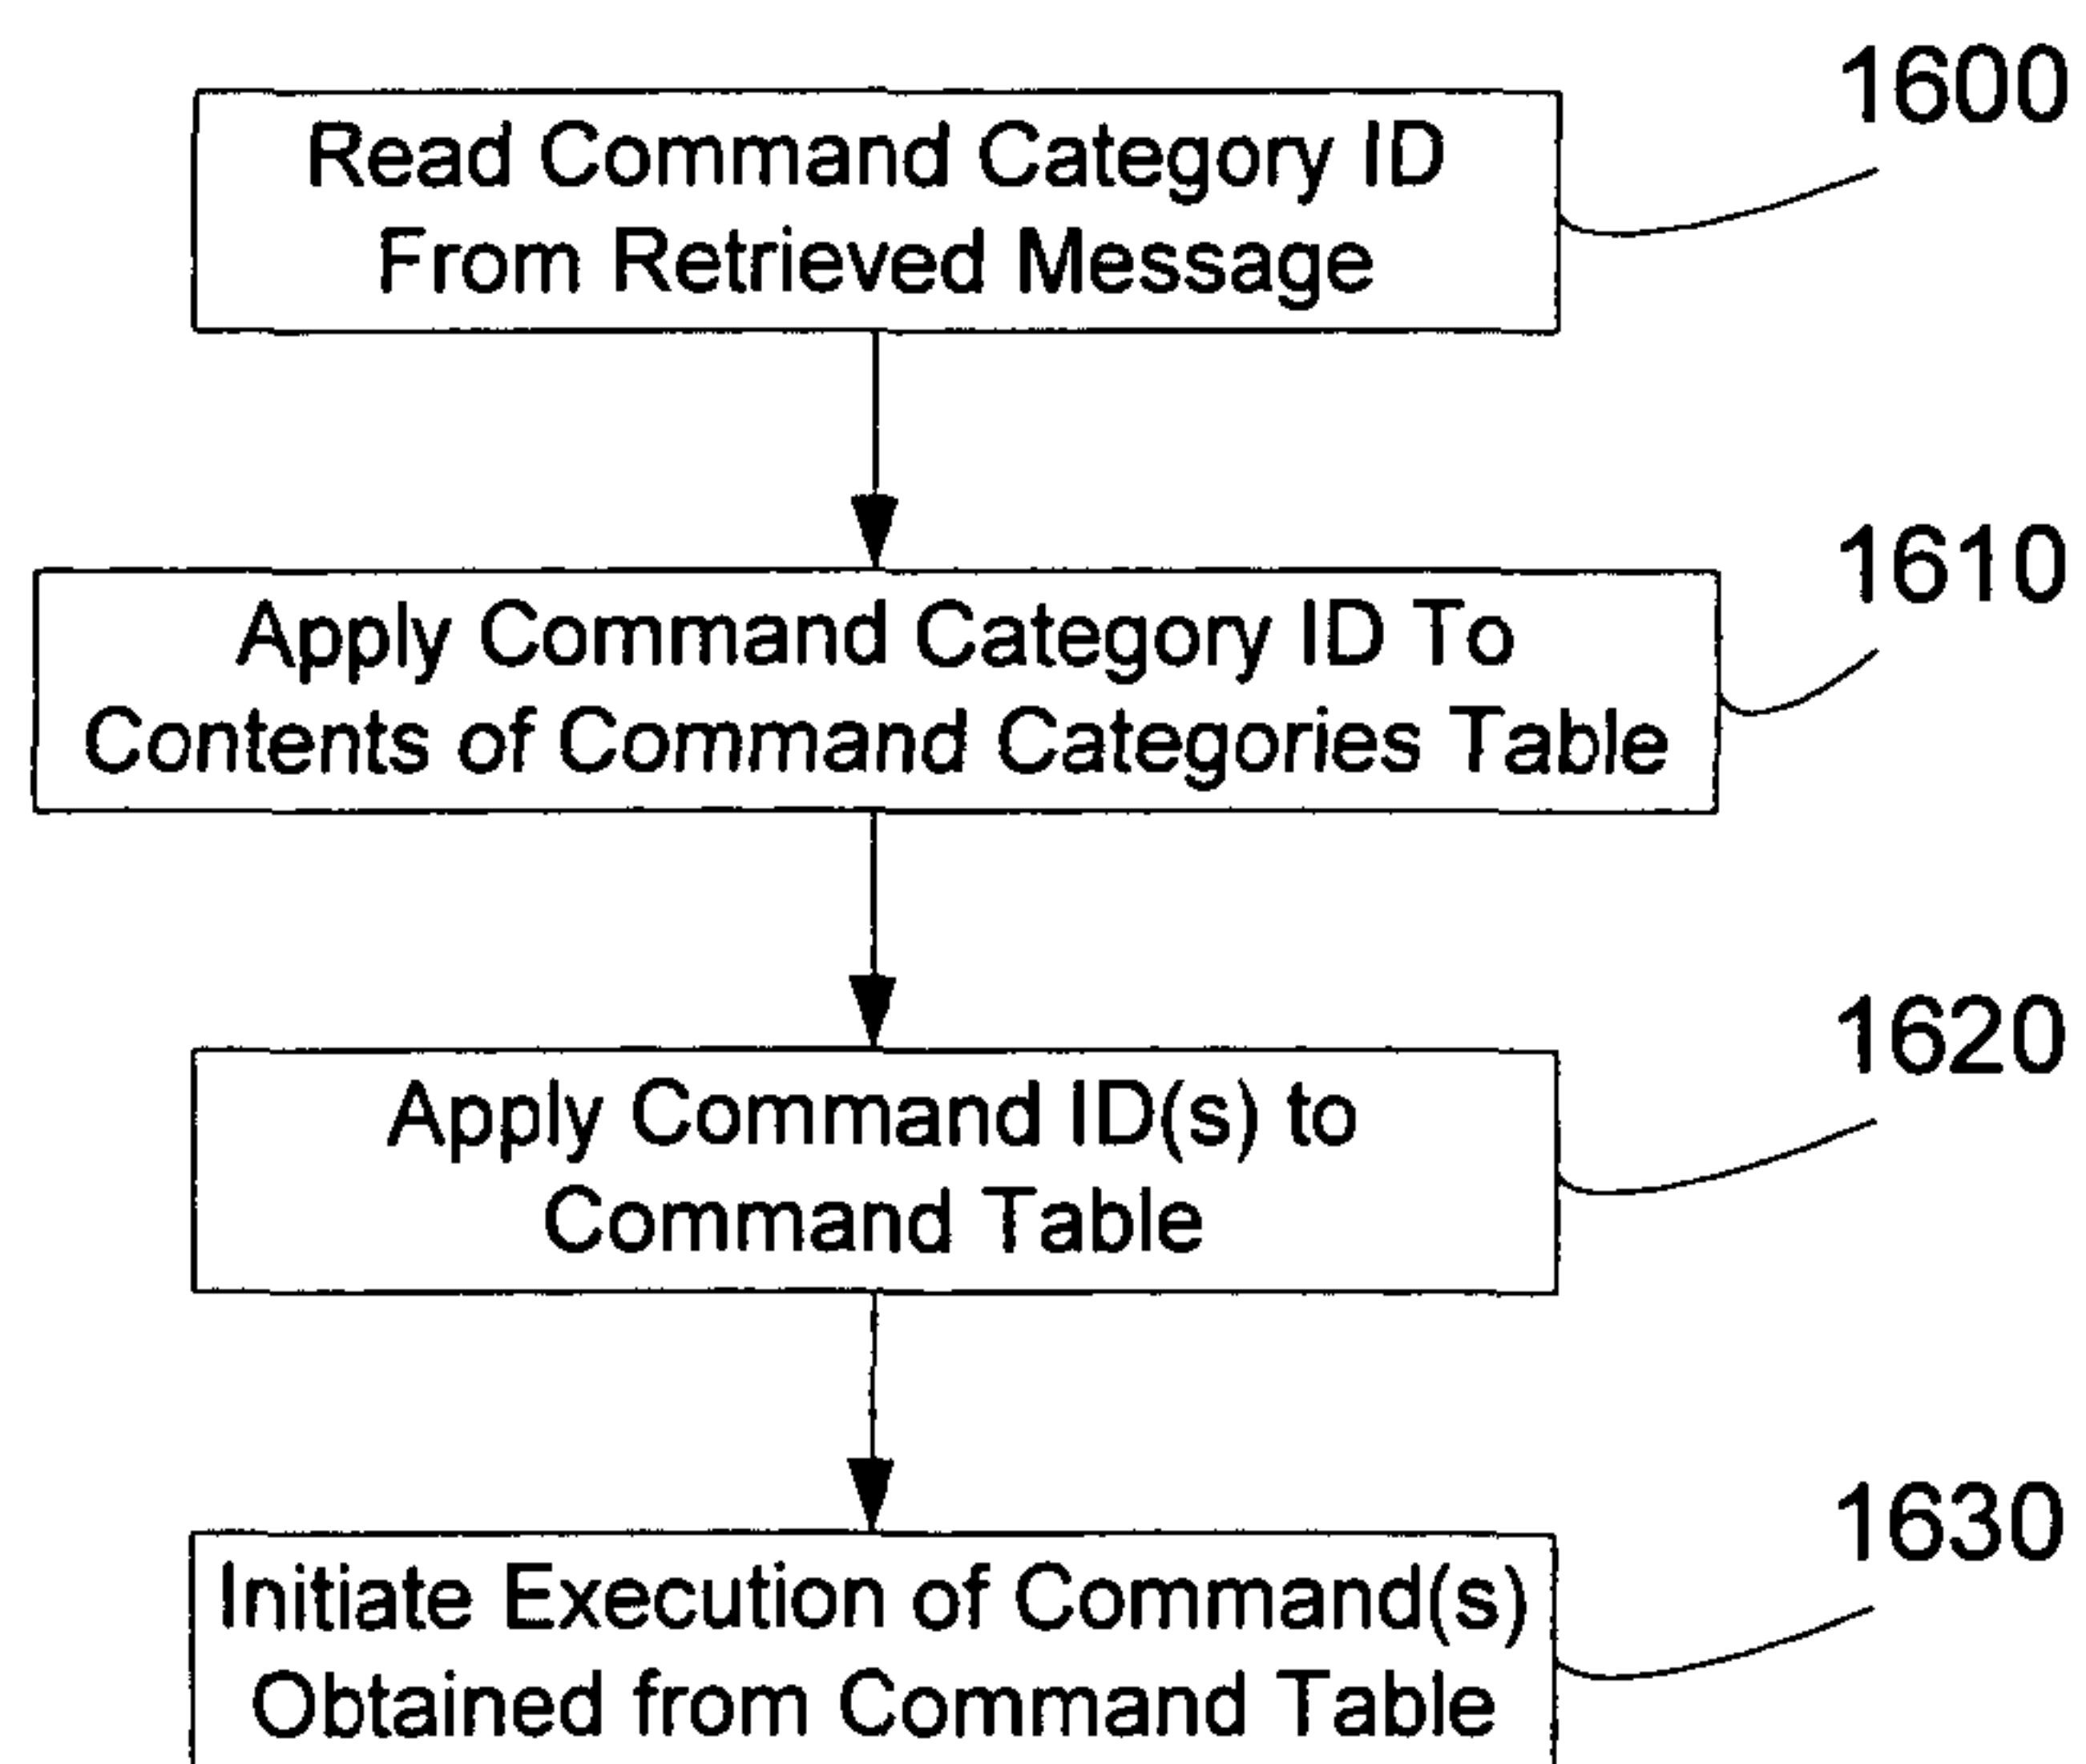 1600
Read Command Category ID
From Retrieved Message
1610
Apply Command Category ID To
Contents of Command Categories Table
1620
Apply Command ID(s) to
Command Table
1630
Initiate Execution of Command(s)
Obtained from Command Table